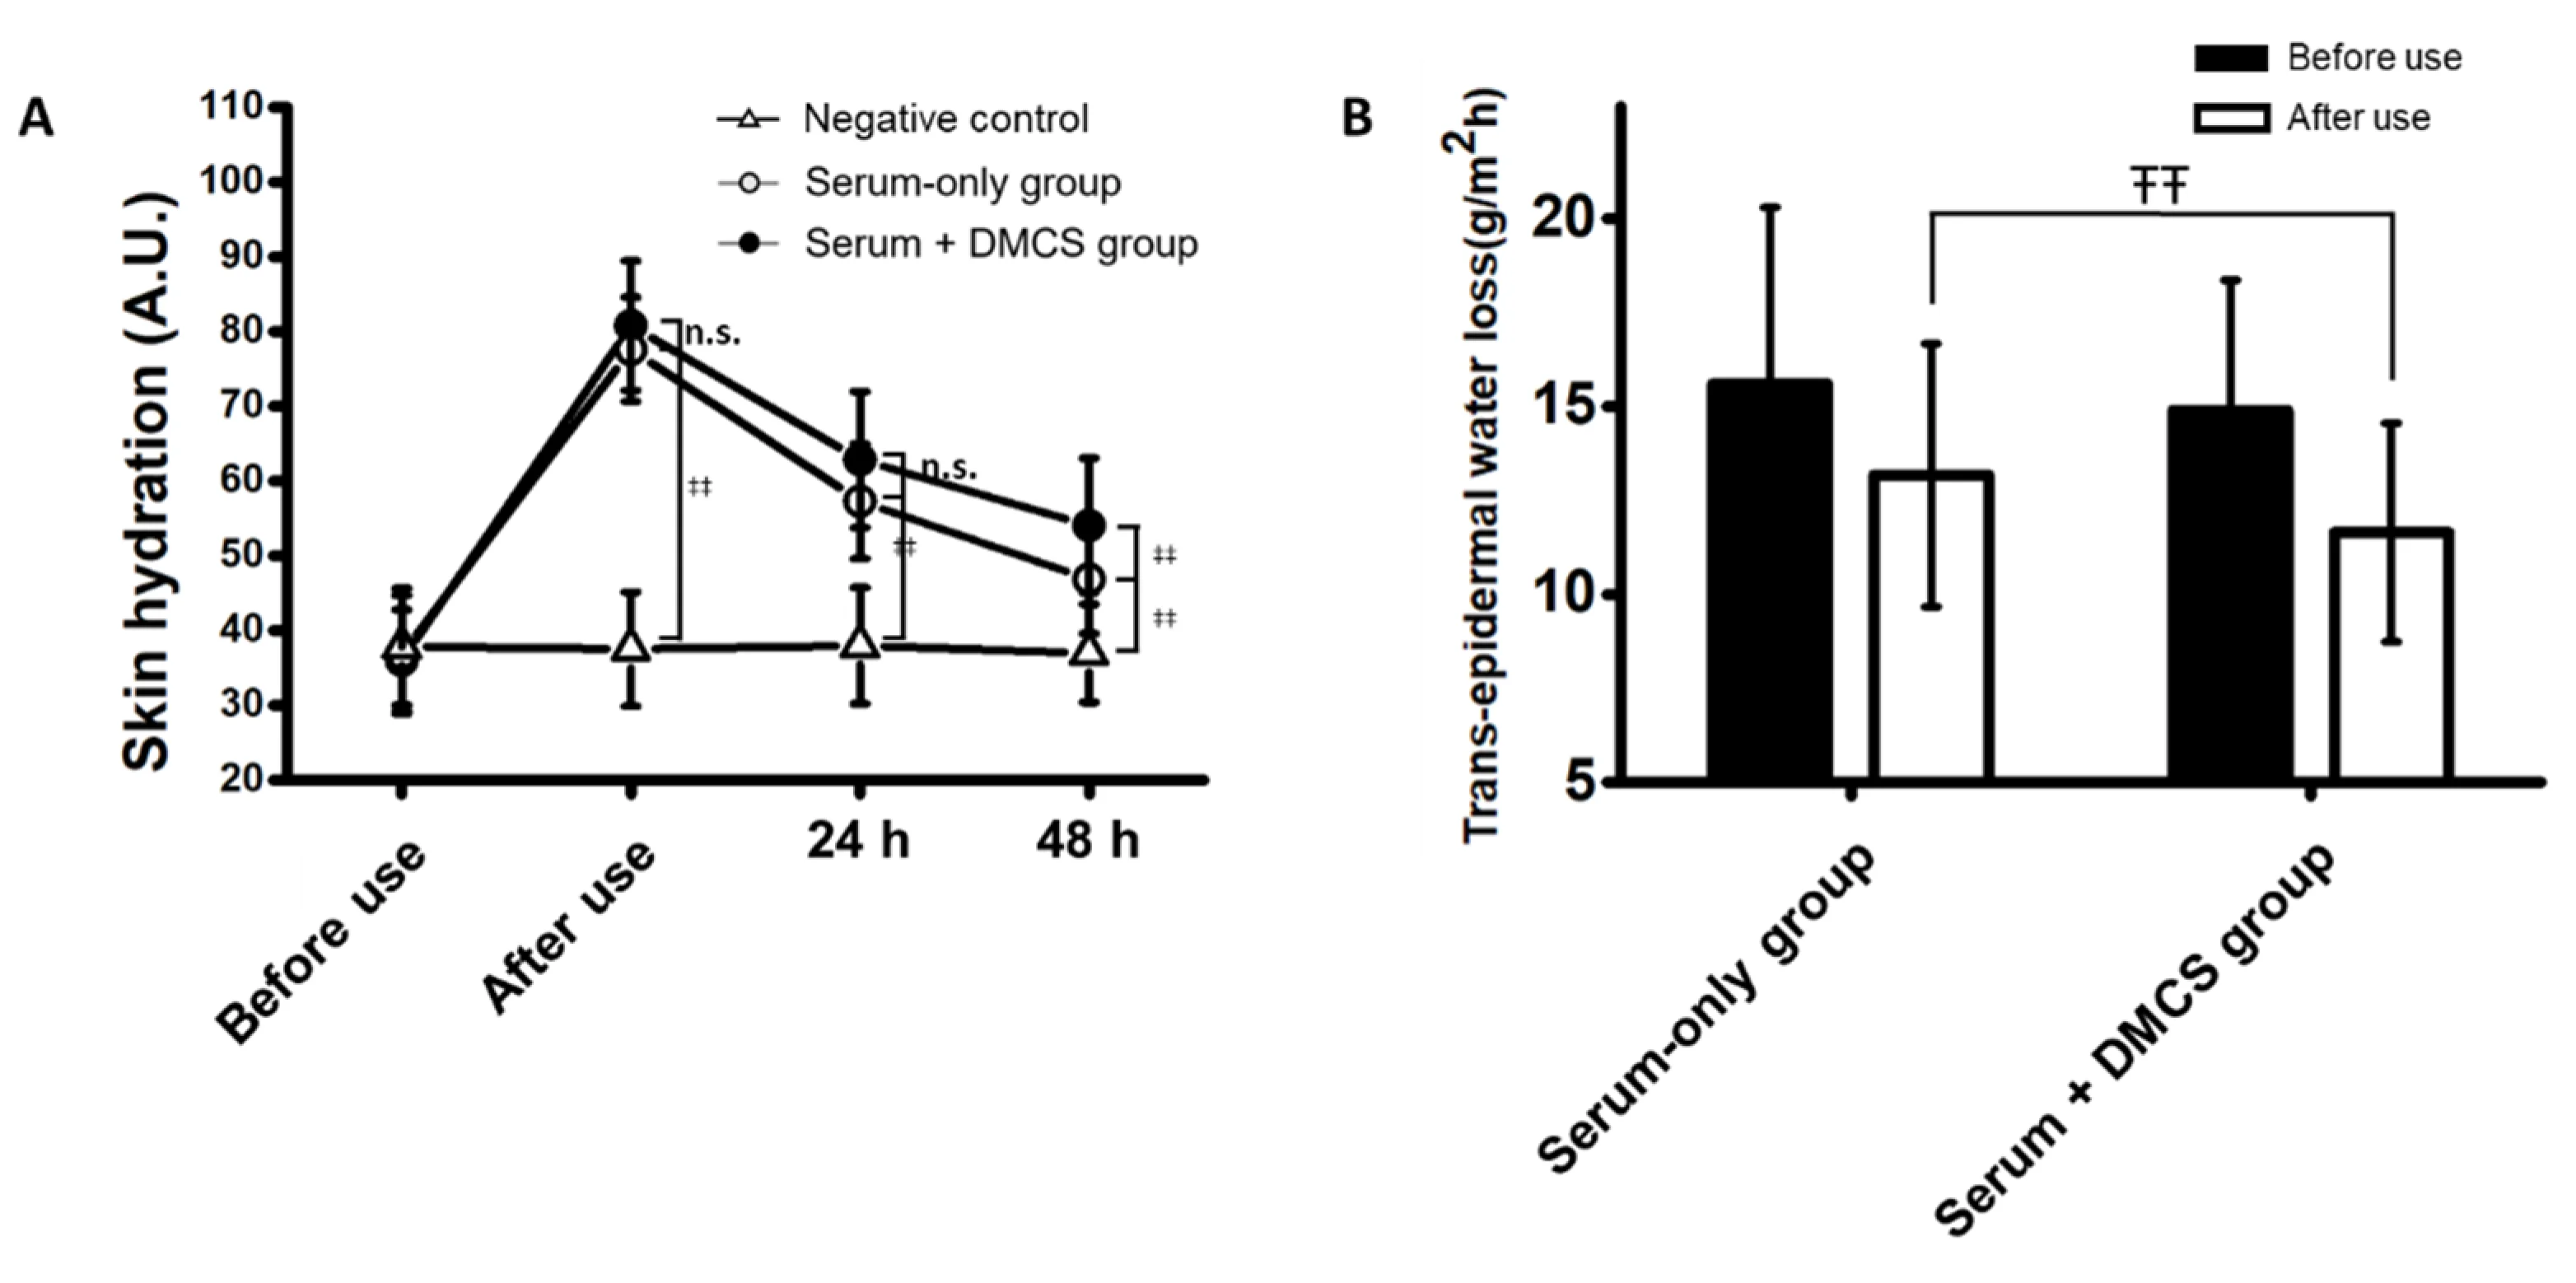 A
Skin hydration (A.U.)
110
100
90
80
70
60
50
40
30
20
Negative control
Serum-only group
Serum + DMCS group
n.s.
‡‡
n.s.
‡‡
‡‡
‡‡
Before use
After use
24 h
48 h
B
Trans-epidermal water loss(g/m²h)
20
15
10
5
Before use
After use
ŦŦ
Serum-only group
Serum + DMCS group